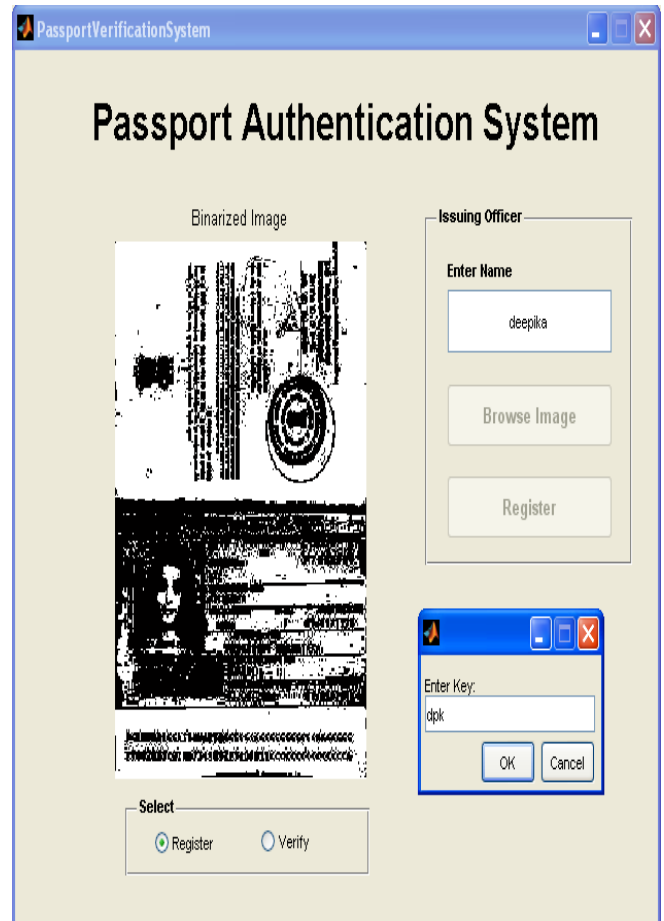 PassportVerificationSystem
Passport Authentication System
Binarized Image
Issuing Officer
Enter Name
deepika
Browse Image
Register
Enter Key:
dpk
OK Cancel
Select
Register Verify